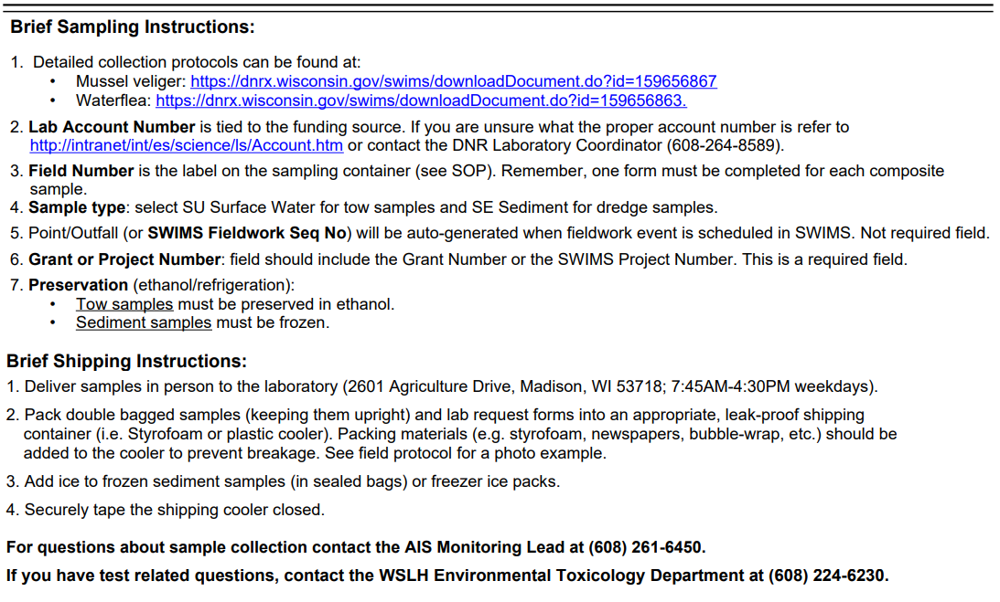 Brief Sampling Instructions:
1. Detailed collection protocols can be found at:
• Mussel veliger: https://dnrx.wisconsin.gov/swims/downloadDocument.do?id=159656867
• Waterflea: https://dnrx.wisconsin.gov/swims/downloadDocument.do?id=159656863.
2. Lab Account Number is tied to the funding source. If you are unsure what the proper account number is refer to
http://intranet/int/es/science/ls/Account.htm or contact the DNR Laboratory Coordinator (608-264-8589).
3. Field Number is the label on the sampling container (see SOP). Remember, one form must be completed for each composite
sample.
4. Sample type: select SU Surface Water for tow samples and SE Sediment for dredge samples.
5. Point/Outfall (or SWIMS Fieldwork Seq No) will be auto-generated when fieldwork event is scheduled in SWIMS. Not required field.
6. Grant or Project Number: field should include the Grant Number or the SWIMS Project Number. This is a required field.
7. Preservation (ethanol/refrigeration):
• Tow samples must be preserved in ethanol.
• Sediment samples must be frozen.
Brief Shipping Instructions:
1. Deliver samples in person to the laboratory (2601 Agriculture Drive, Madison, WI 53718; 7:45AM-4:30PM weekdays).
2. Pack double bagged samples (keeping them upright) and lab request forms into an appropriate, leak-proof shipping
container (i.e. Styrofoam or plastic cooler). Packing materials (e.g. styrofoam, newspapers, bubble-wrap, etc.) should be
added to the cooler to prevent breakage. See field protocol for a photo example.
3. Add ice to frozen sediment samples (in sealed bags) or freezer ice packs.
4. Securely tape the shipping cooler closed.
For questions about sample collection contact the AIS Monitoring Lead at (608) 261-6450.
If you have test related questions, contact the WSLH Environmental Toxicology Department at (608) 224-6230.